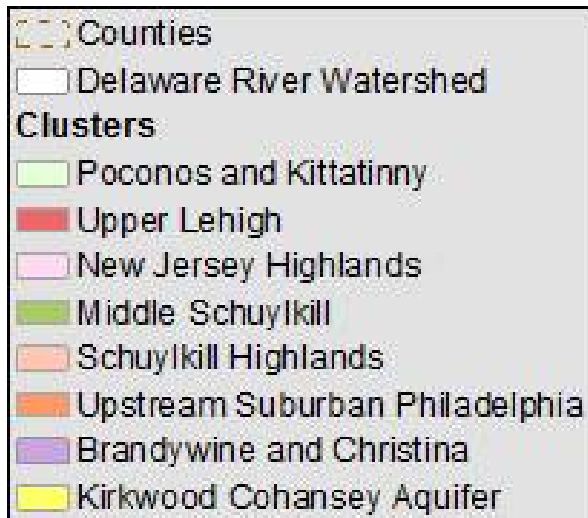 Counties
Delaware River Watershed
Clusters
Poconos and Kittatinny
Upper Lehigh
New Jersey Highlands
Middle Schuylkill
Schuylkill Highlands
Upstream Suburban Philadelphia
Brandywine and Christina
Kirkwood Cohansey Aquifer